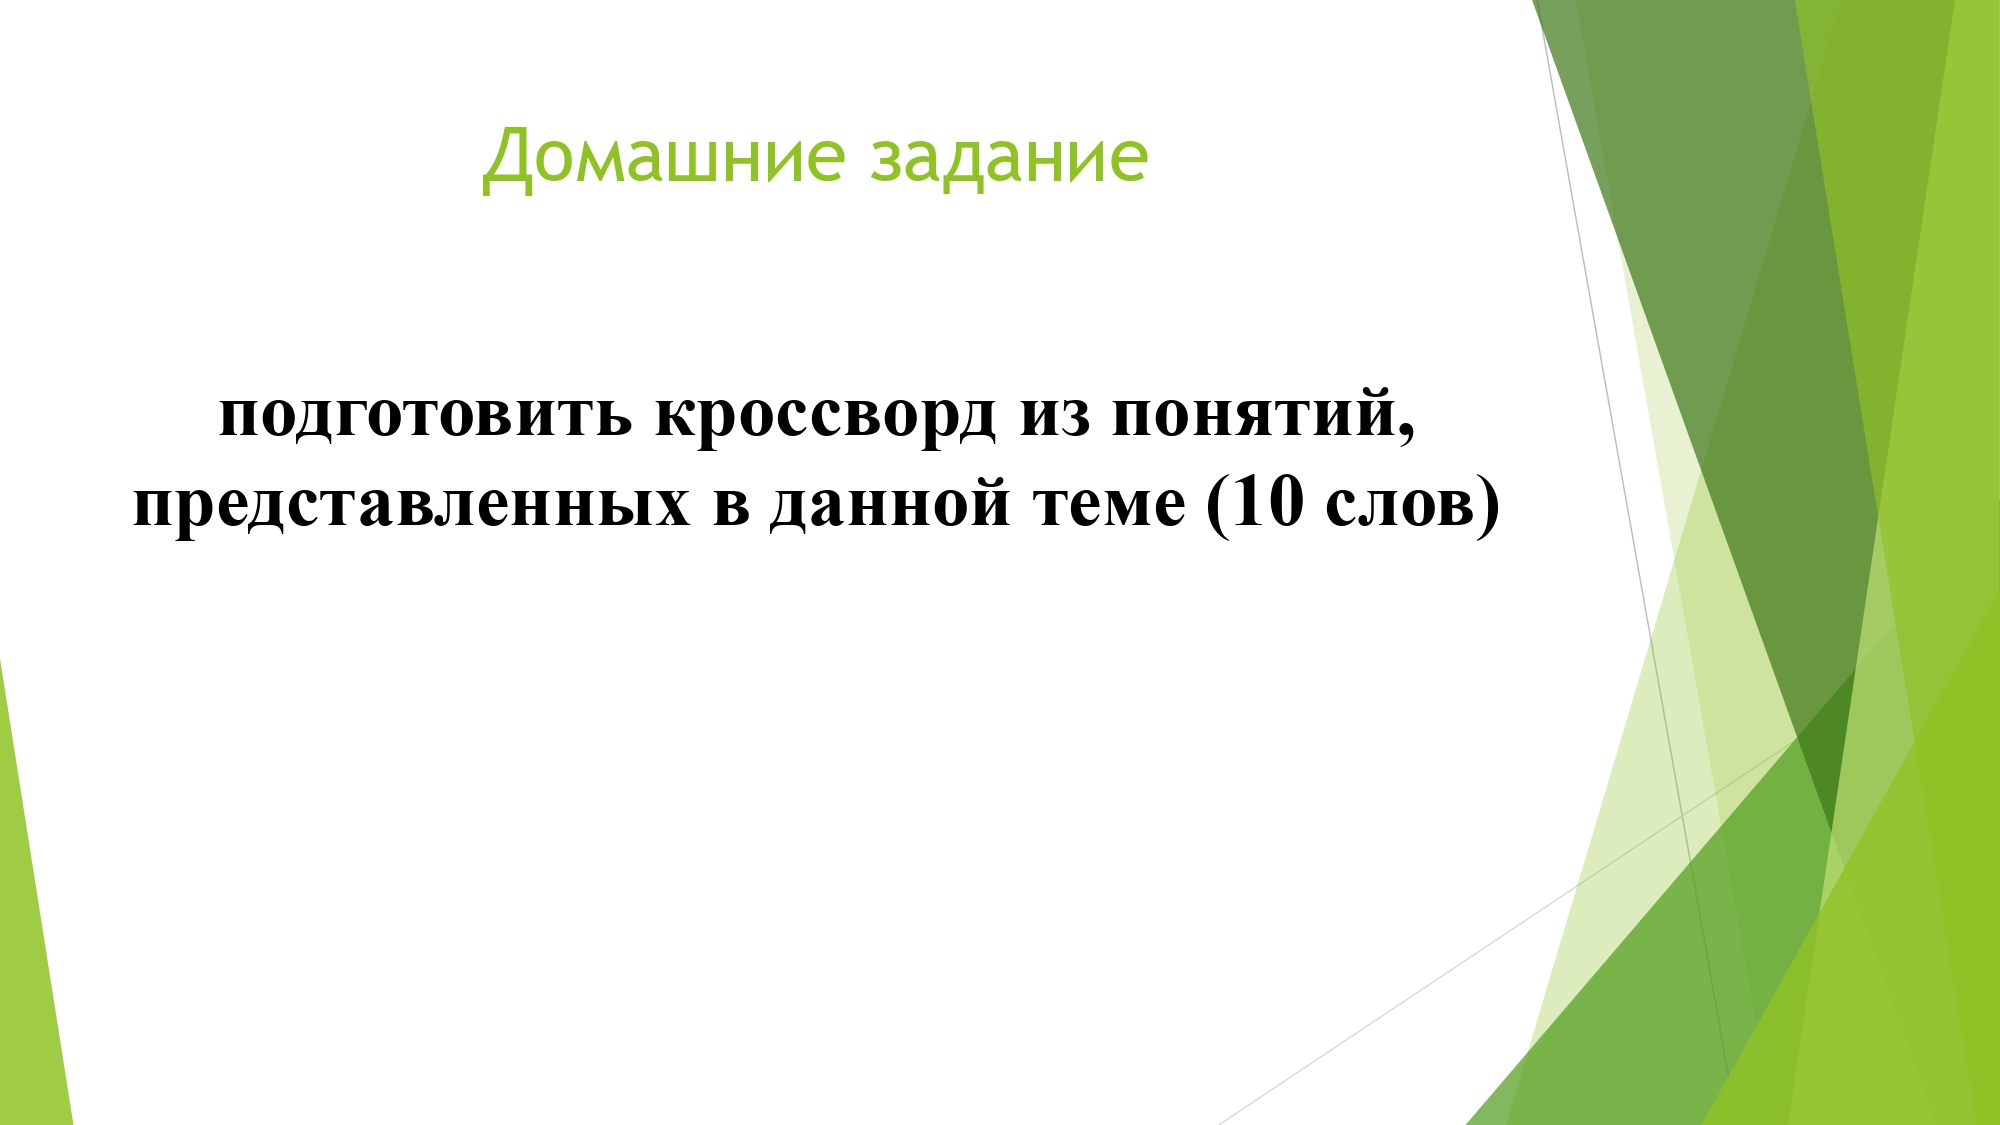 Домашние задание
подготовить кроссворд из понятий,
представленных в данной теме (10 слов)